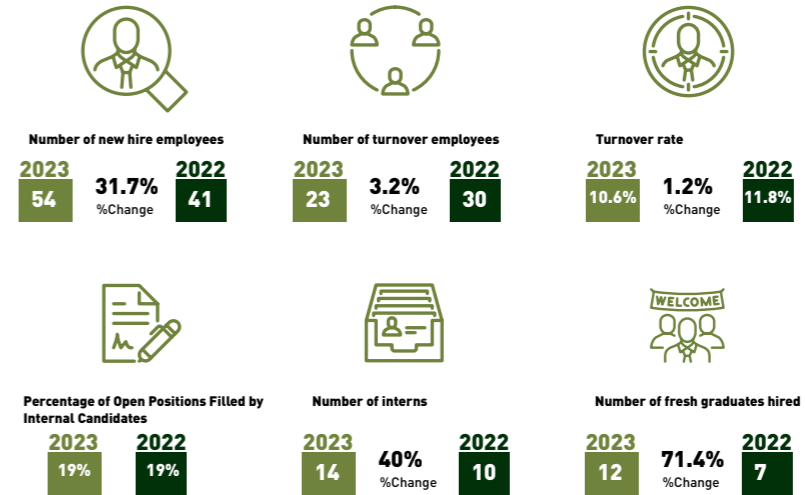 Number of new hire employees
2023
54
31.7%
%Change
2022
41
Number of turnover employees
2023
23
3.2%
%Change
2022
30
Turnover rate
2023
10.6%
1.2%
%Change
2022
11.8%
Percentage of Open Positions Filled by
Internal Candidates
2023
19%
2022
19%
Number of interns
2023
14
40%
%Change
2022
10
WELCOME
Number of fresh graduates hired
2023
12
71.4%
%Change
2022
7